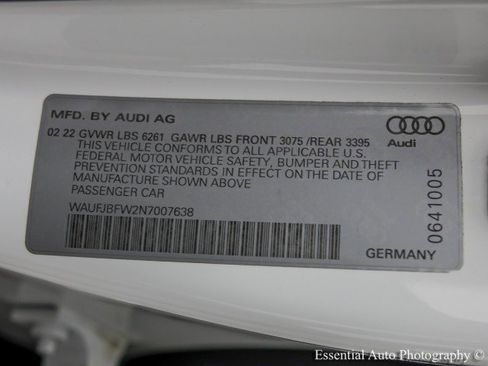 MFD. BY AUDI AG
02 22 GVWR LBS 6261 GAWR LBS FRONT 3075 /REAR 3395
THIS VEHICLE CONFORMS TO ALL APPLICABLE U.S.
FEDERAL MOTOR VEHICLE SAFETY, BUMPER AND THEFT
PREVENTION STANDARDS IN EFFECT ON THE DATE OF
MANUFACTURE SHOWN ABOVE
PASSENGER CAR
WAUFJBFW2N7007638
Audi
0641005
GERMANY
Essential Auto Photography ©